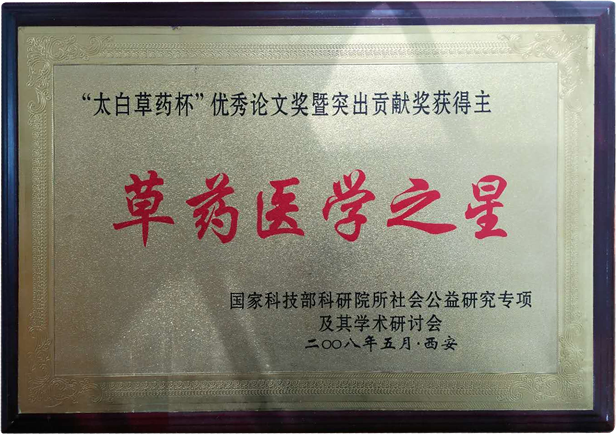 “太白草药杯”优秀论文奖暨突出贡献奖获得主
草药医学之星
国家科技部科研院所社会公益研究专项
及其学术研讨会
二〇〇八年五月·西安